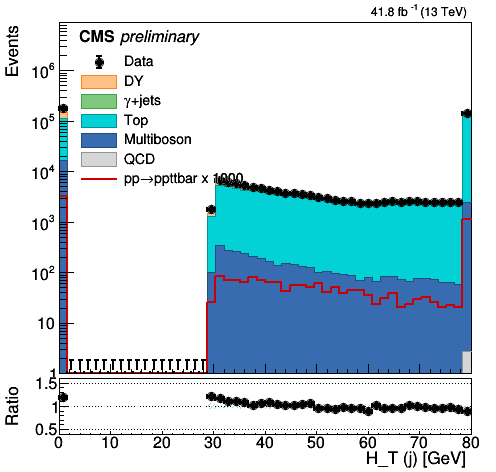 41.8 fb⁻¹ (13 TeV)
CMS preliminary
Data
DY
γ+jets
Top
Multiboson
QCD
pp→ppttbar x 1000
Events
10⁶
10⁵
10⁴
10³
10²
10
1
1.5
1
0.5
Ratio
0 10 20 30 40 50 60 70 80
H_T (j) [GeV]